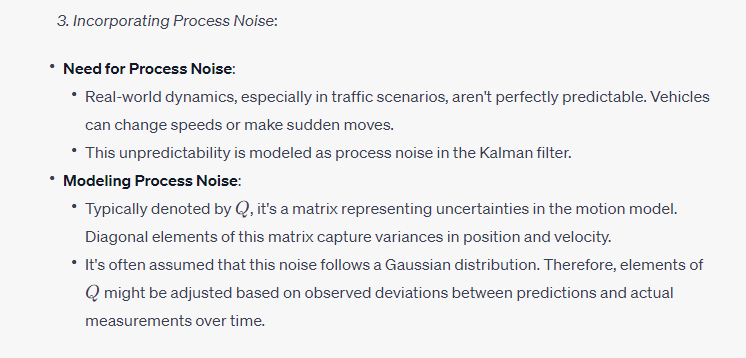 3. Incorporating Process Noise:
• Need for Process Noise:
• Real-world dynamics, especially in traffic scenarios, aren't perfectly predictable. Vehicles
can change speeds or make sudden moves.
• This unpredictability is modeled as process noise in the Kalman filter.
• Modeling Process Noise:
• Typically denoted by Q, it's a matrix representing uncertainties in the motion model.
Diagonal elements of this matrix capture variances in position and velocity.
• It's often assumed that this noise follows a Gaussian distribution. Therefore, elements of
Q might be adjusted based on observed deviations between predictions and actual
measurements over time.